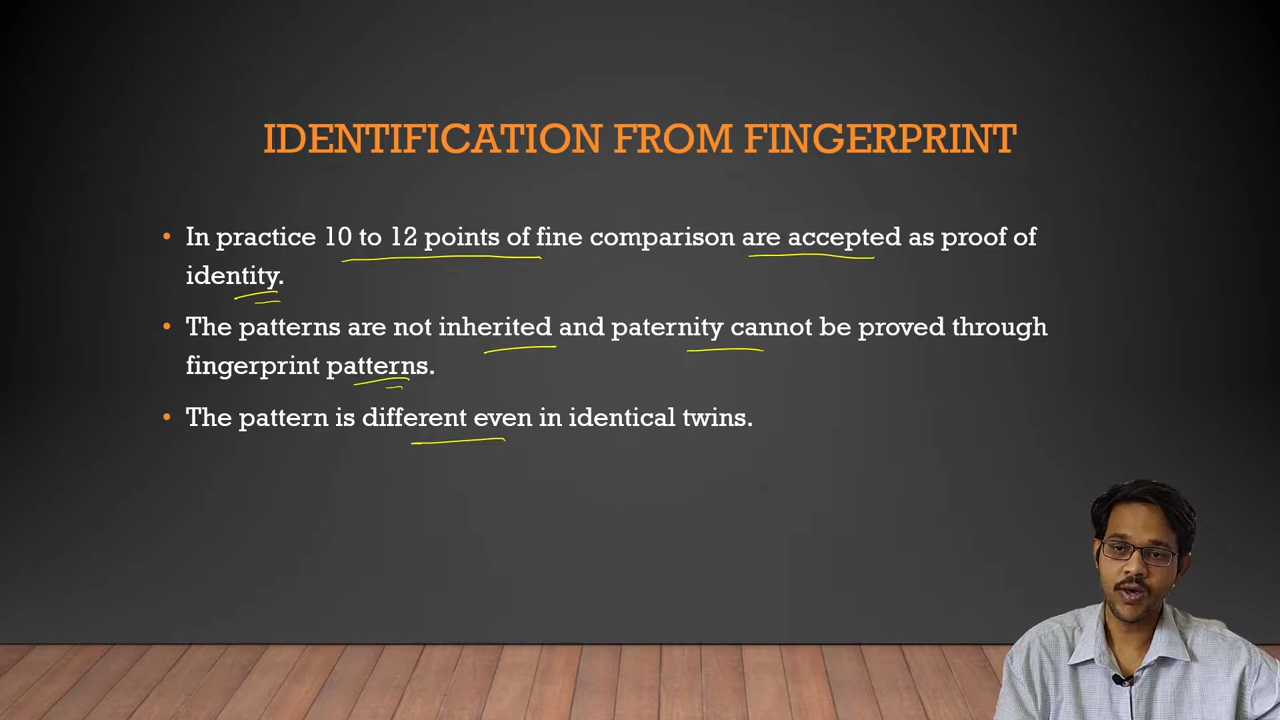 IDENTIFICATION FROM FINGERPRINT
• In practice 10 to 12 points of fine comparison are accepted as proof of
identity.
• The patterns are not inherited and paternity cannot be proved through
fingerprint patterns.
• The pattern is different even in identical twins.